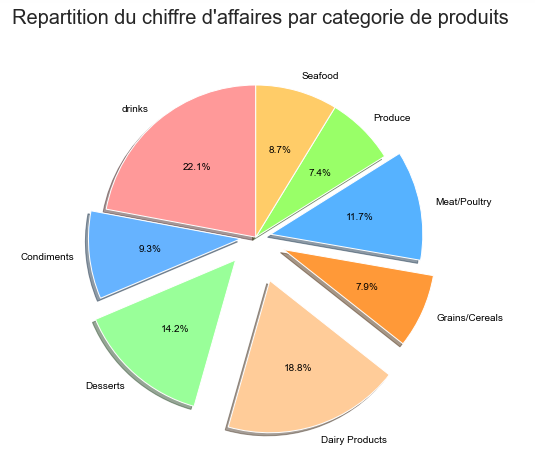 Repartition du chiffre d'affaires par categorie de produits
Seafood
drinks
Produce
8.7%
22.1%
7.4%
Meat/Poultry
11.7%
Condiments
9.3%
7.9%
Grains/Cereals
14.2%
18.8%
Desserts
Dairy Products